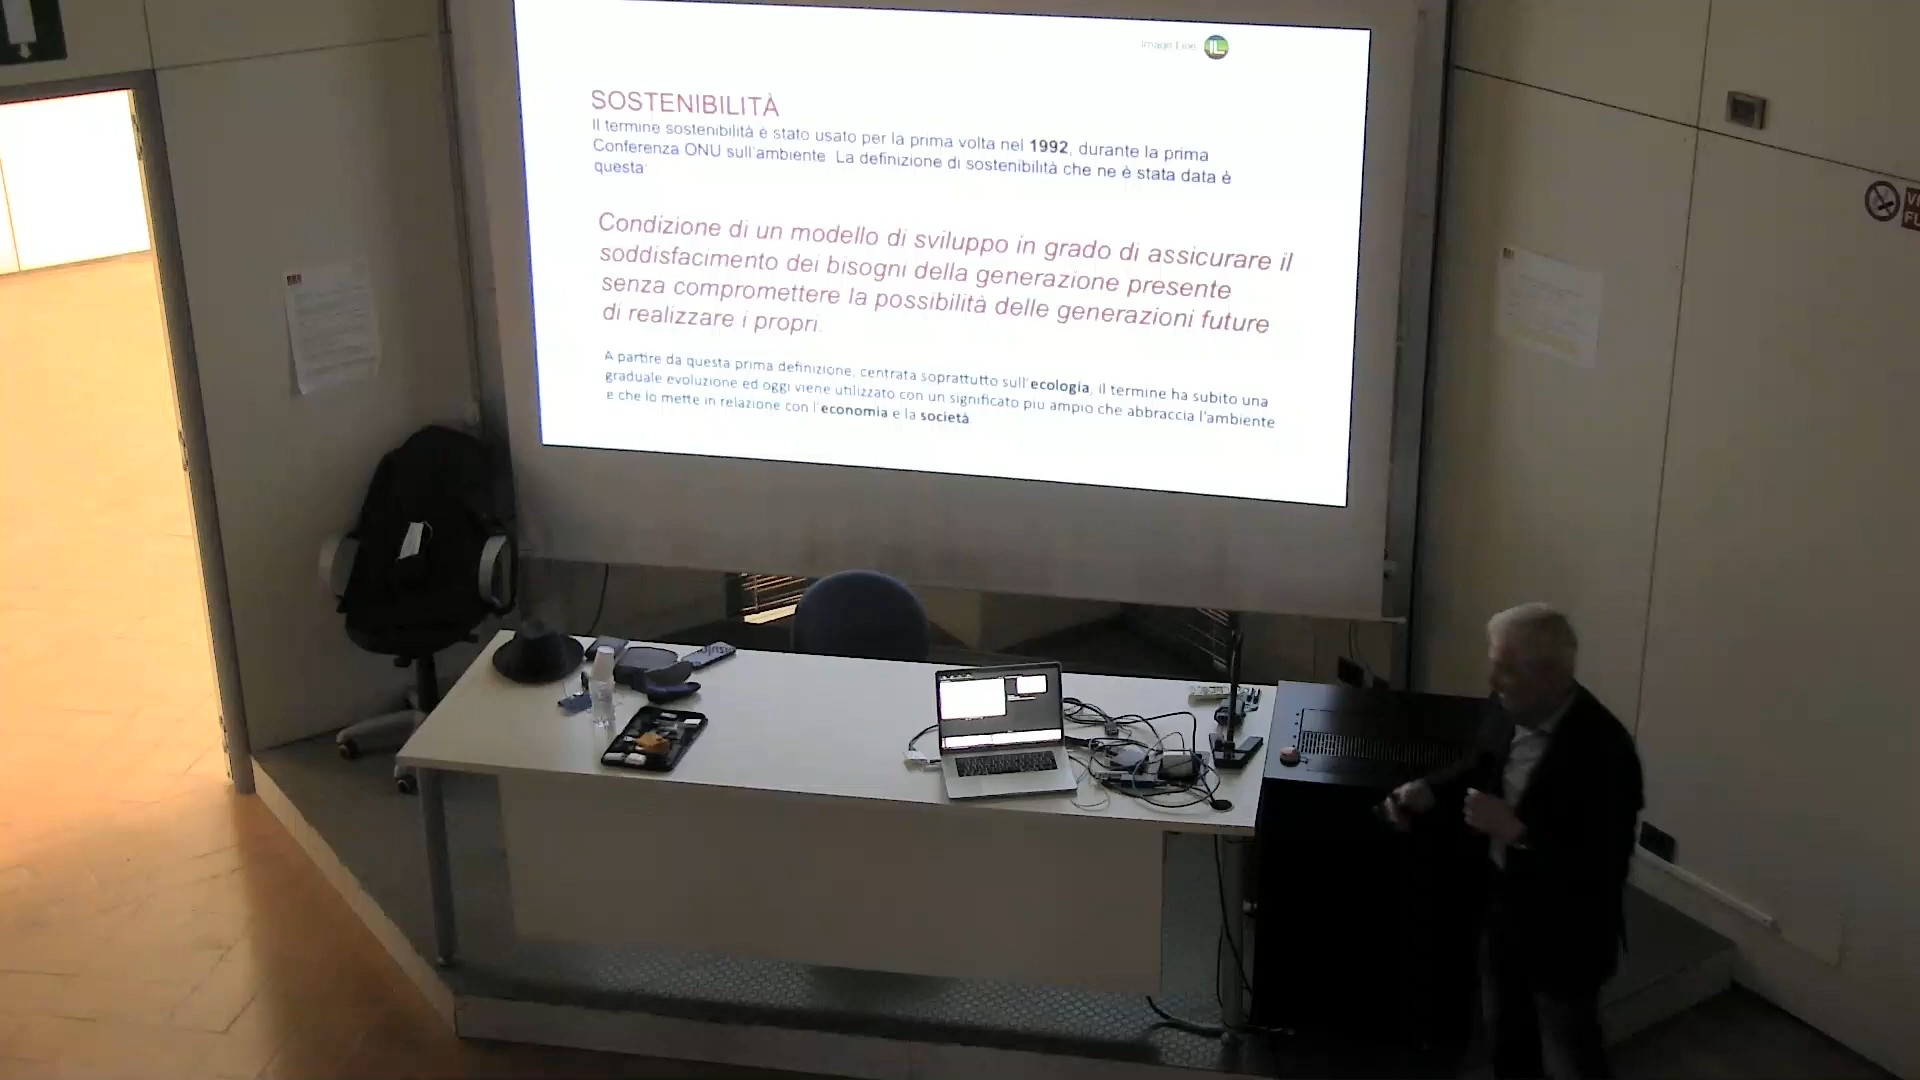 Image Line IL
SOSTENIBILITÀ
Il termine sostenibilità è stato usato per la prima volta nel 1992, durante la prima
Conferenza ONU sull'ambiente. La definizione di sostenibilità che ne è stata data è
questa:
Condizione di un modello di sviluppo in grado di assicurare il
soddisfacimento dei bisogni della generazione presente
senza compromettere la possibilità delle generazioni future
di realizzare i propri.
A partire da questa prima definizione, centrata soprattutto sull'ecologia, il termine ha subito una
graduale evoluzione ed oggi viene utilizzato con un significato più ampio che abbraccia l'ambiente
e che lo mette in relazione con l'economia e la società.